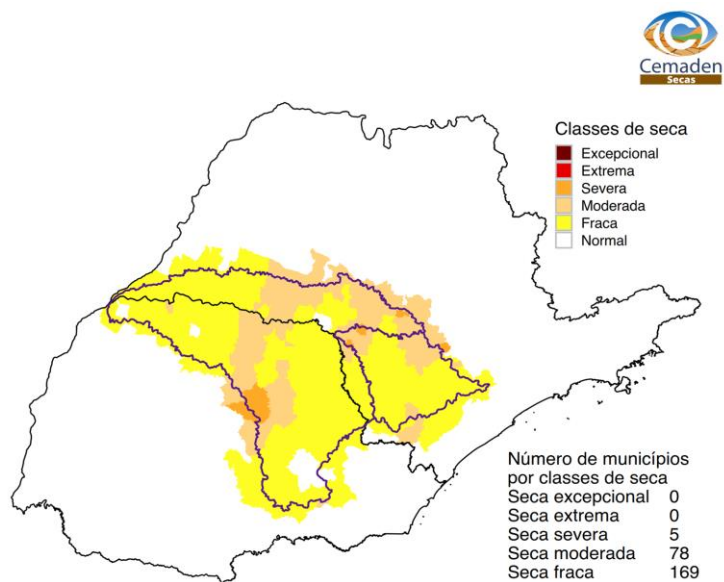 Cemaden
Secas
Classes de seca
Excepcional
Extrema
Severa
Moderada
Fraca
Normal
Número de municípios
por classes de seca
Seca excepcional 0
Seca extrema 0
Seca severa 5
Seca moderada 78
Seca fraca 169